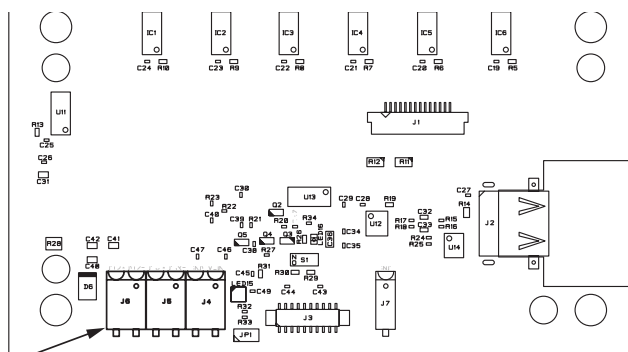 IC1 IC2 IC3 IC4 IC5 IC6
C24 R10 C23 R9 C22 R8 C21 R7 C20 R6 C19 R5
U11
R13
J1
C25
C26
R12 R11
C31
C30 U13 C27
R23 C29 C28 R19
R22 Q2 R14
C40 C39 R21 R20 R34 C32 R17 R15 J2
U12 C33 R18 R16
R28 C42 C41 Q5 Q4 Q3 R26 C34 R24 U14
C38 C36 C35 R25
C47 C46 R27 S1
C48 C45 R31 R30 R29
D6 J6 J5 J4 LED15 C49 C44 C43 J7
R32
R33 J3
JP1